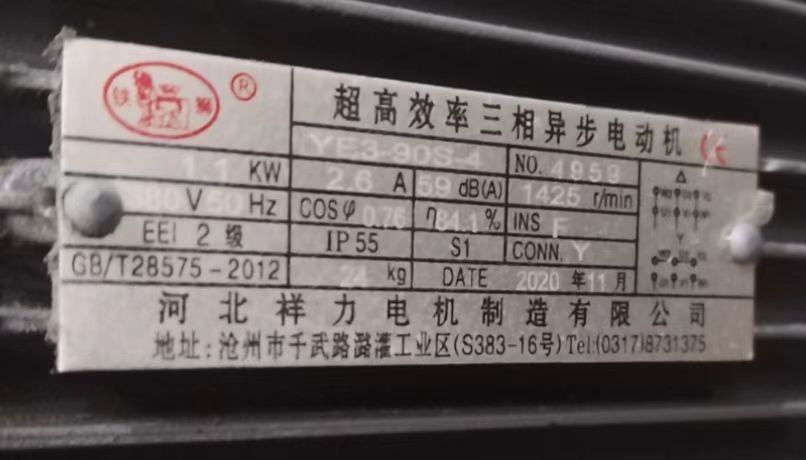 铁狮 ®
超高效率三相异步电动机
YE3-90S-4 NO. 4959
1.1 KW 2.6 A 59 dB(A) 1425 r/min
380 V 50 Hz COSφ 0.76 η 84.1 % INS F
EEI 2 级 IP 55 S1 CONN. Y
GB/T28575-2012 24 kg DATE 2020 年 11 月
河北祥力电机制造有限公司
地址:沧州市千武路潞灌工业区(S383-16号)Tel:(0317)8731375